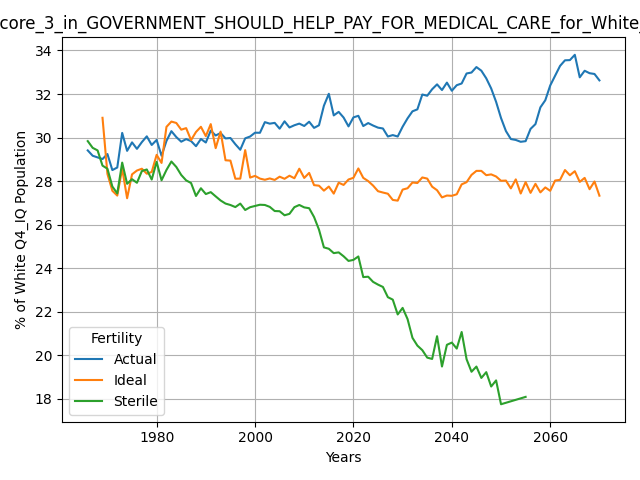 core_3_in_GOVERNMENT_SHOULD_HELP_PAY_FOR_MEDICAL_CARE_for_White_
34
32
30
28
26
24
22
20
18
% of White Q4_IQ Population
Fertility
Actual
Ideal
Sterile
1980 2000 2020 2040 2060
Years